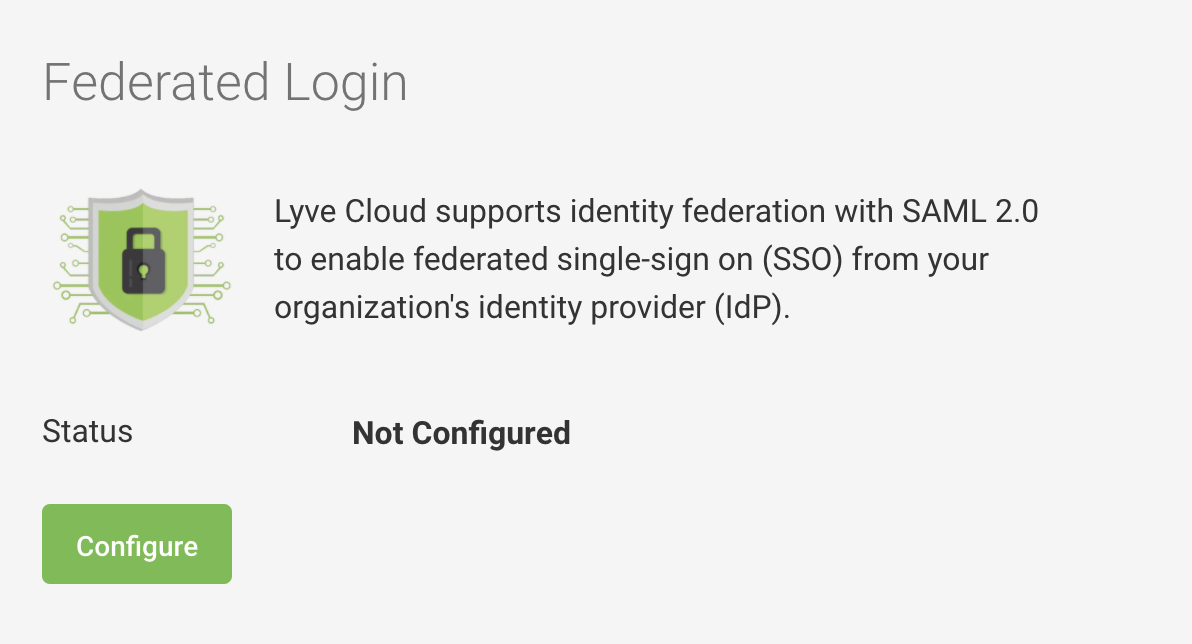 Federated Login
Lyve Cloud supports identity federation with SAML 2.0
to enable federated single-sign on (SSO) from your
organization's identity provider (IdP).
Status
Not Configured
Configure